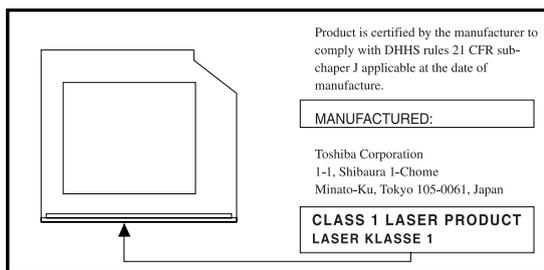 Product is certified by the manufacturer to
comply with DHHS rules 21 CFR sub-
chaper J applicable at the date of
manufacture.
MANUFACTURED:
Toshiba Corporation
1-1, Shibaura 1-Chome
Minato-Ku, Tokyo 105-0061, Japan
CLASS 1 LASER PRODUCT
LASER KLASSE 1